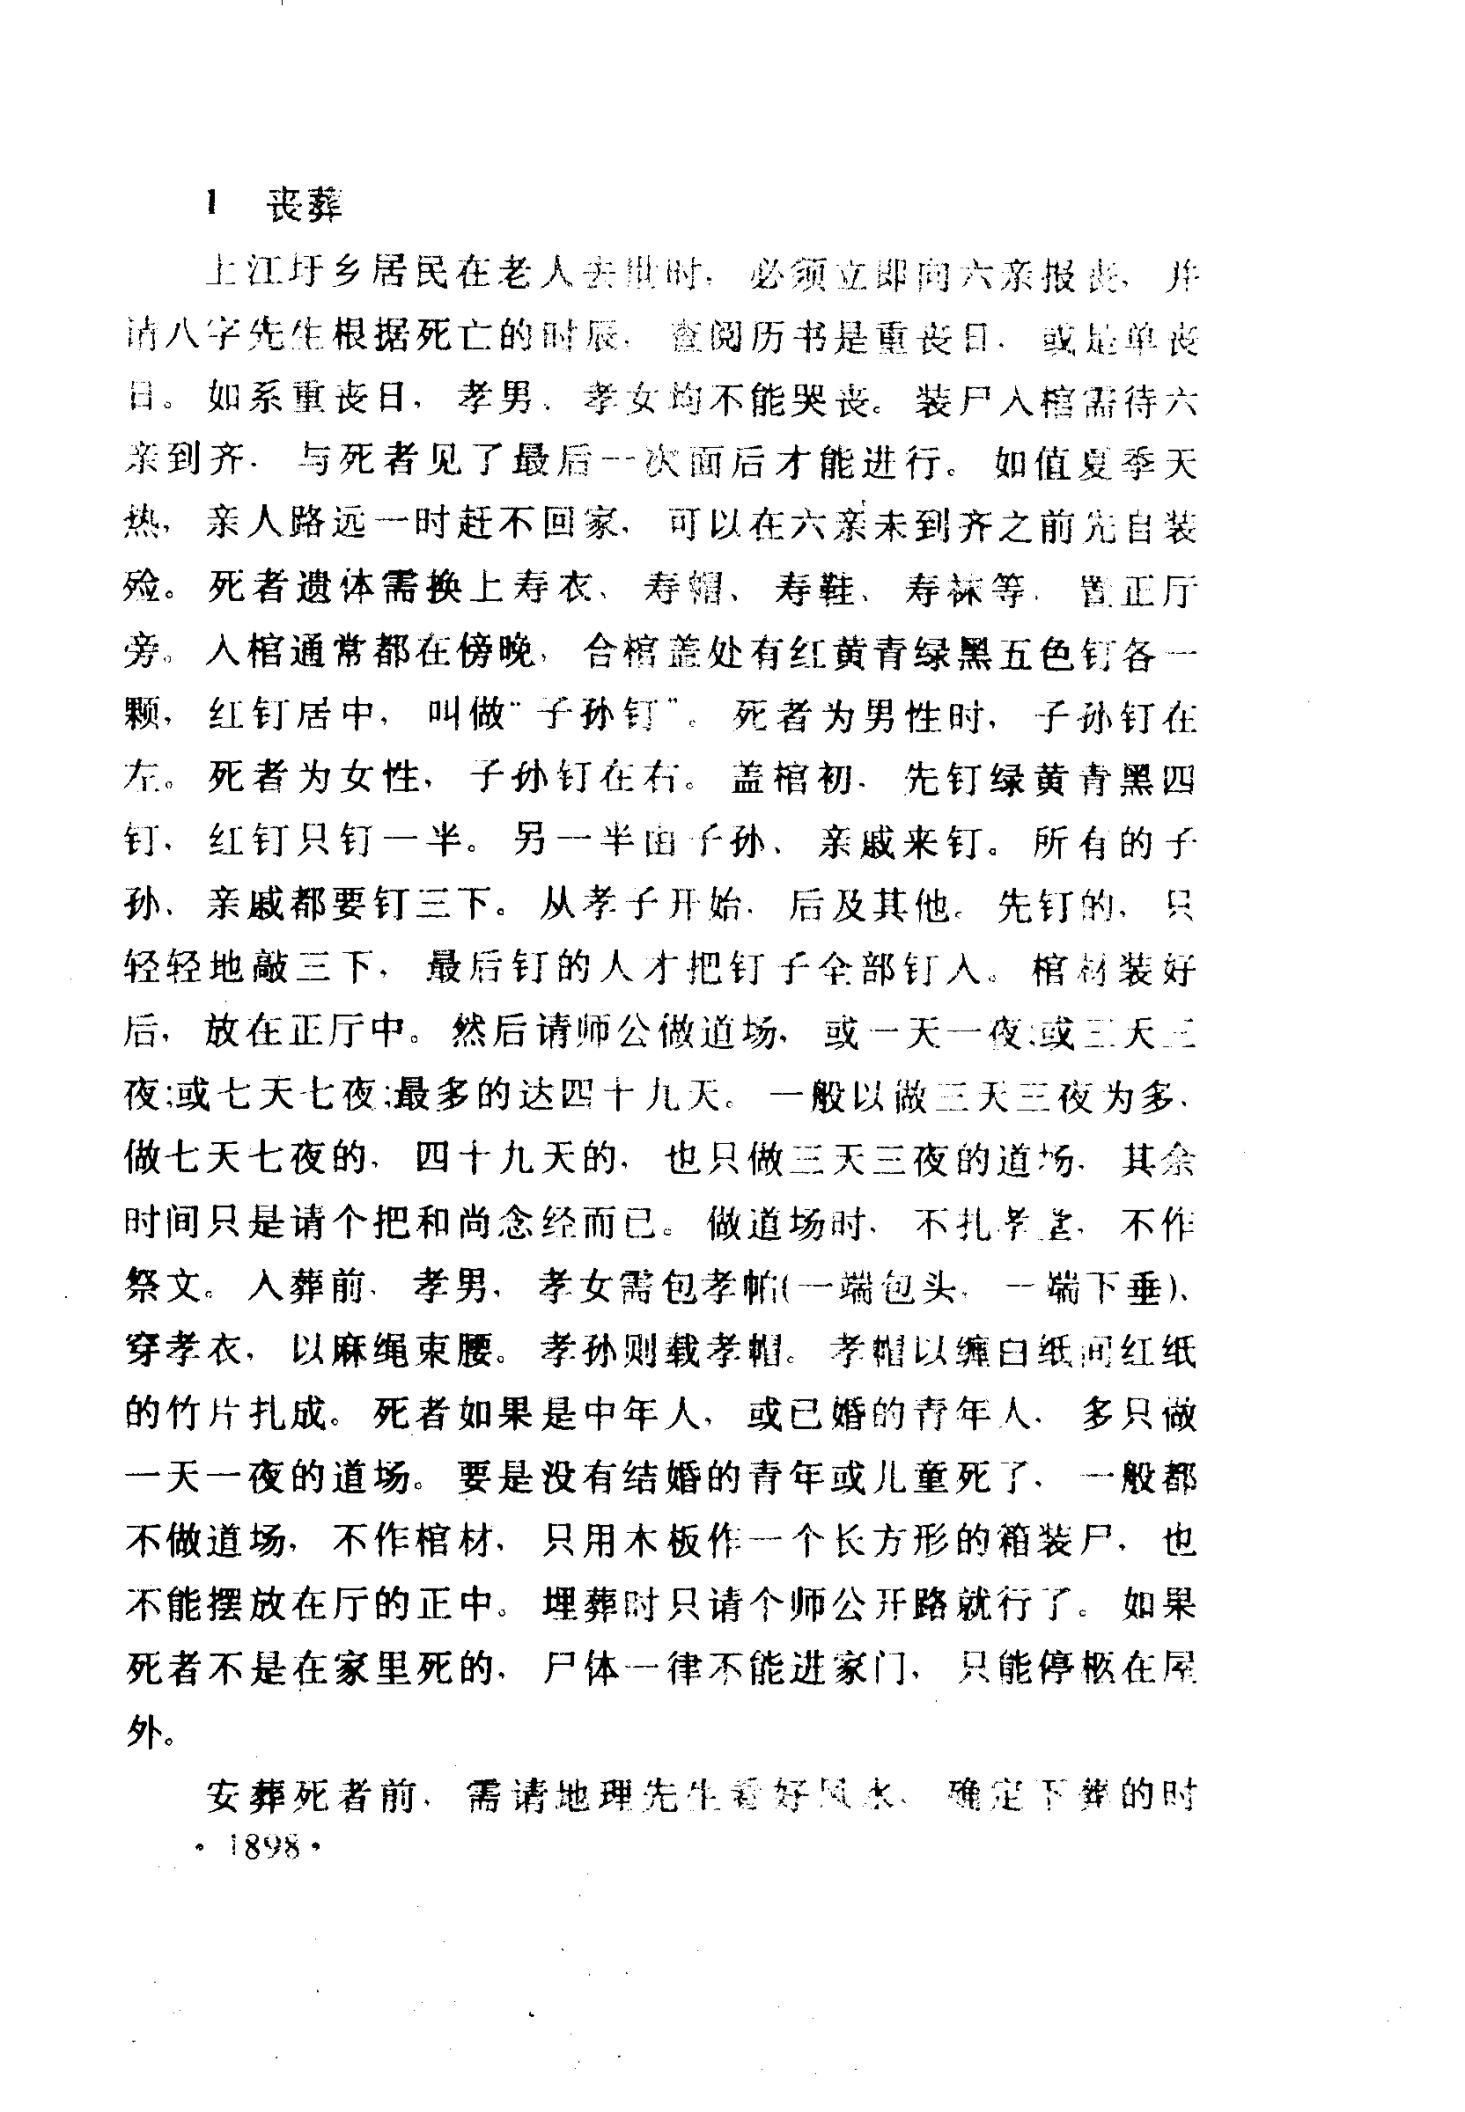 1 丧葬
上江圩乡居民在老人去世时，必须立即向六亲报丧，并
请八字先生根据死亡的时辰，查阅历书是重丧日，或是单丧
日。如系重丧日，孝男、孝女均不能哭丧。装尸入棺需待六
亲到齐，与死者见了最后一次面后才能进行。如值夏季天
热，亲人路远一时赶不回家，可以在六亲未到齐之前先自装
殓。死者遗体需换上寿衣、寿帽、寿鞋、寿袜等，置正厅
旁。入棺通常都在傍晚，合棺盖处有红黄青绿黑五色钉各一
颗，红钉居中，叫做“子孙钉”。死者为男性时，子孙钉在
左。死者为女性，子孙钉在右。盖棺初，先钉绿黄青黑四
钉，红钉只钉一半。另一半由子孙、亲戚来钉。所有的子
孙、亲戚都要钉三下。从孝子开始，后及其他。先钉的，只
轻轻地敲三下，最后钉的人才把钉子全部钉入。棺材装好
后，放在正厅中。然后请师公做道场，或一天一夜;或三天三
夜;或七天七夜;最多的达四十九天。一般以做三天三夜为多，
做七天七夜的，四十九天的，也只做三天三夜的道场，其余
时间只是请个把和尚念经而已。做道场时，不扎孝堂，不作
祭文。入葬前，孝男，孝女需包孝帕(一端包头，一端下垂)、
穿孝衣，以麻绳束腰。孝孙则载孝帽。孝帽以缠白纸间红纸
的竹片扎成。死者如果是中年人，或已婚的青年人，多只做
一天一夜的道场。要是没有结婚的青年或儿童死了，一般都
不做道场，不作棺材，只用木板作一个长方形的箱装尸，也
不能摆放在厅的正中。埋葬时只请个师公开路就行了。如果
死者不是在家里死的，尸体一律不能进家门，只能停柩在屋
外。
安葬死者前，需请地理先生看好风水，确定下葬的时
·1898·